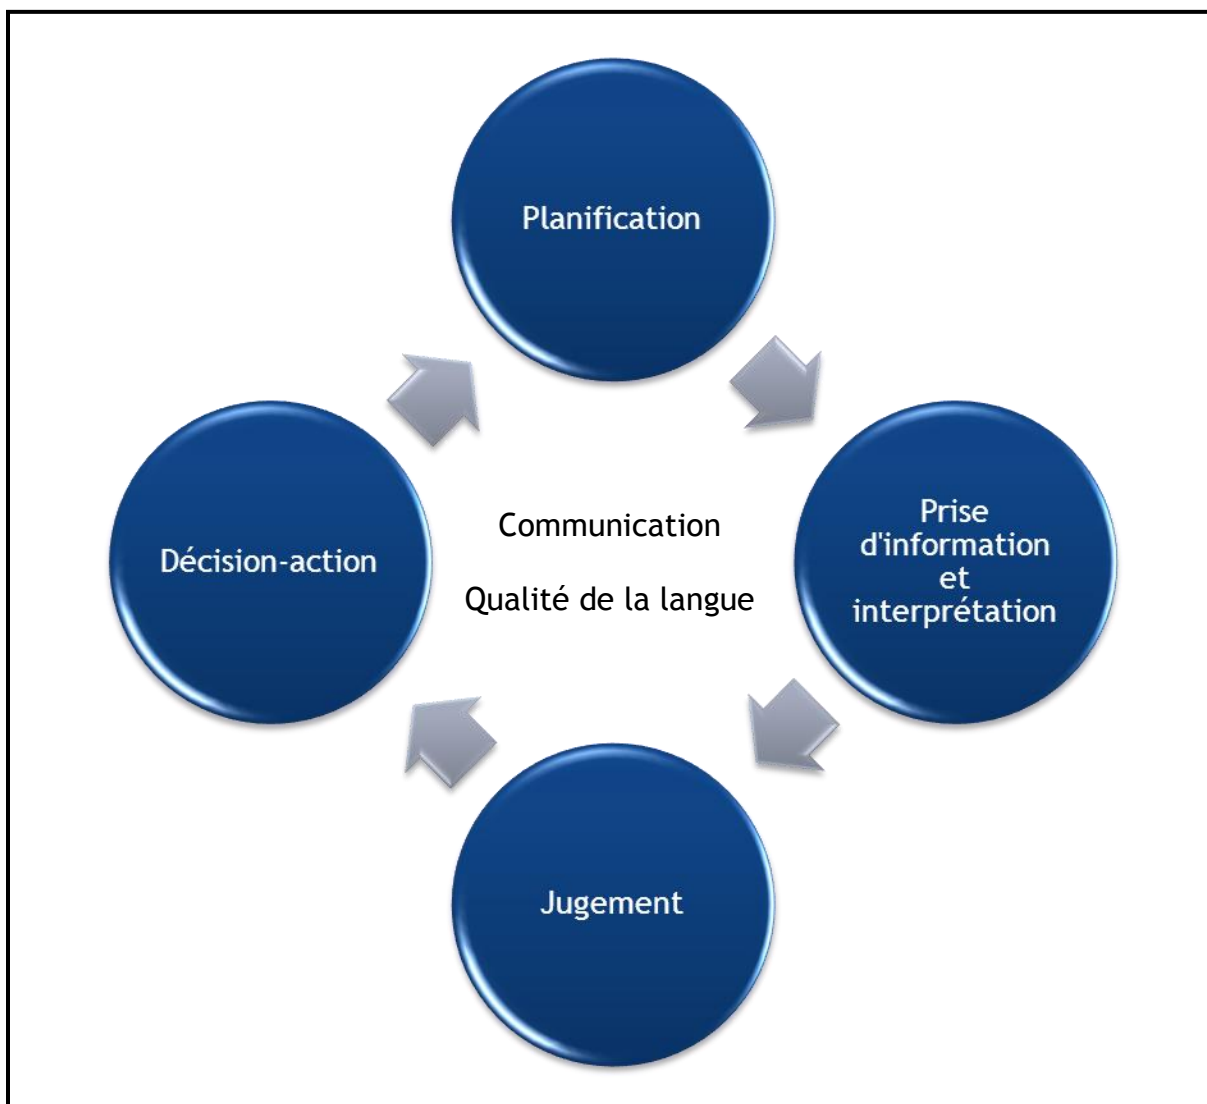 Planification
Prise
d'information
et
interprétation
Communication
Qualité de la langue
Décision-action
Jugement